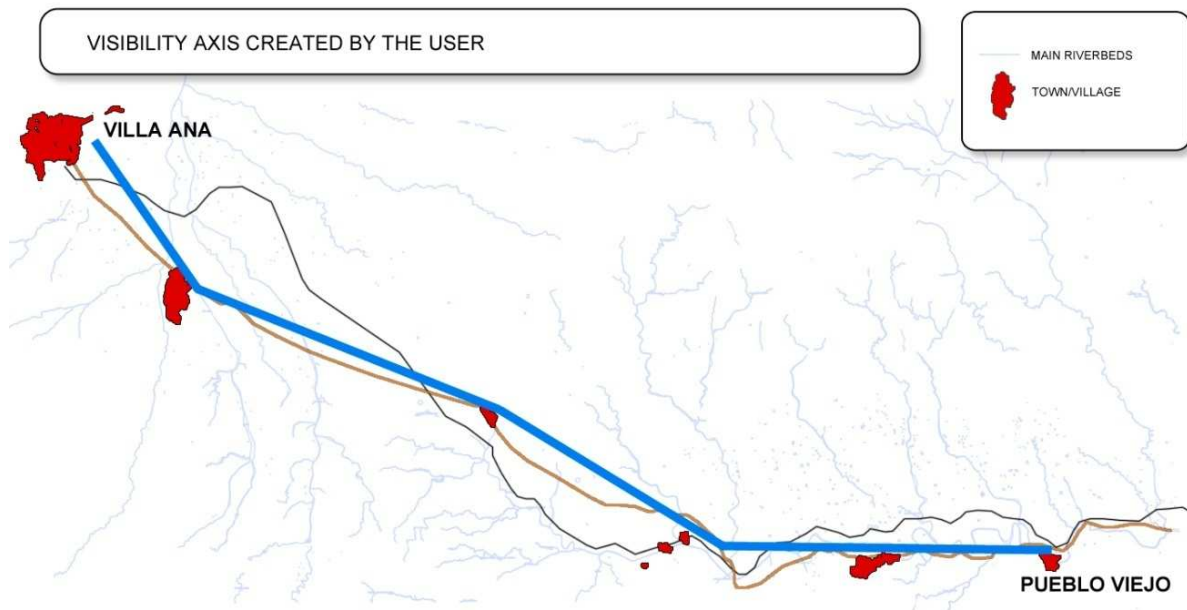 VISIBILITY AXIS CREATED BY THE USER
MAIN RIVERBEDS
TOWN/VILLAGE
VILLA ANA
PUEBLO VIEJO